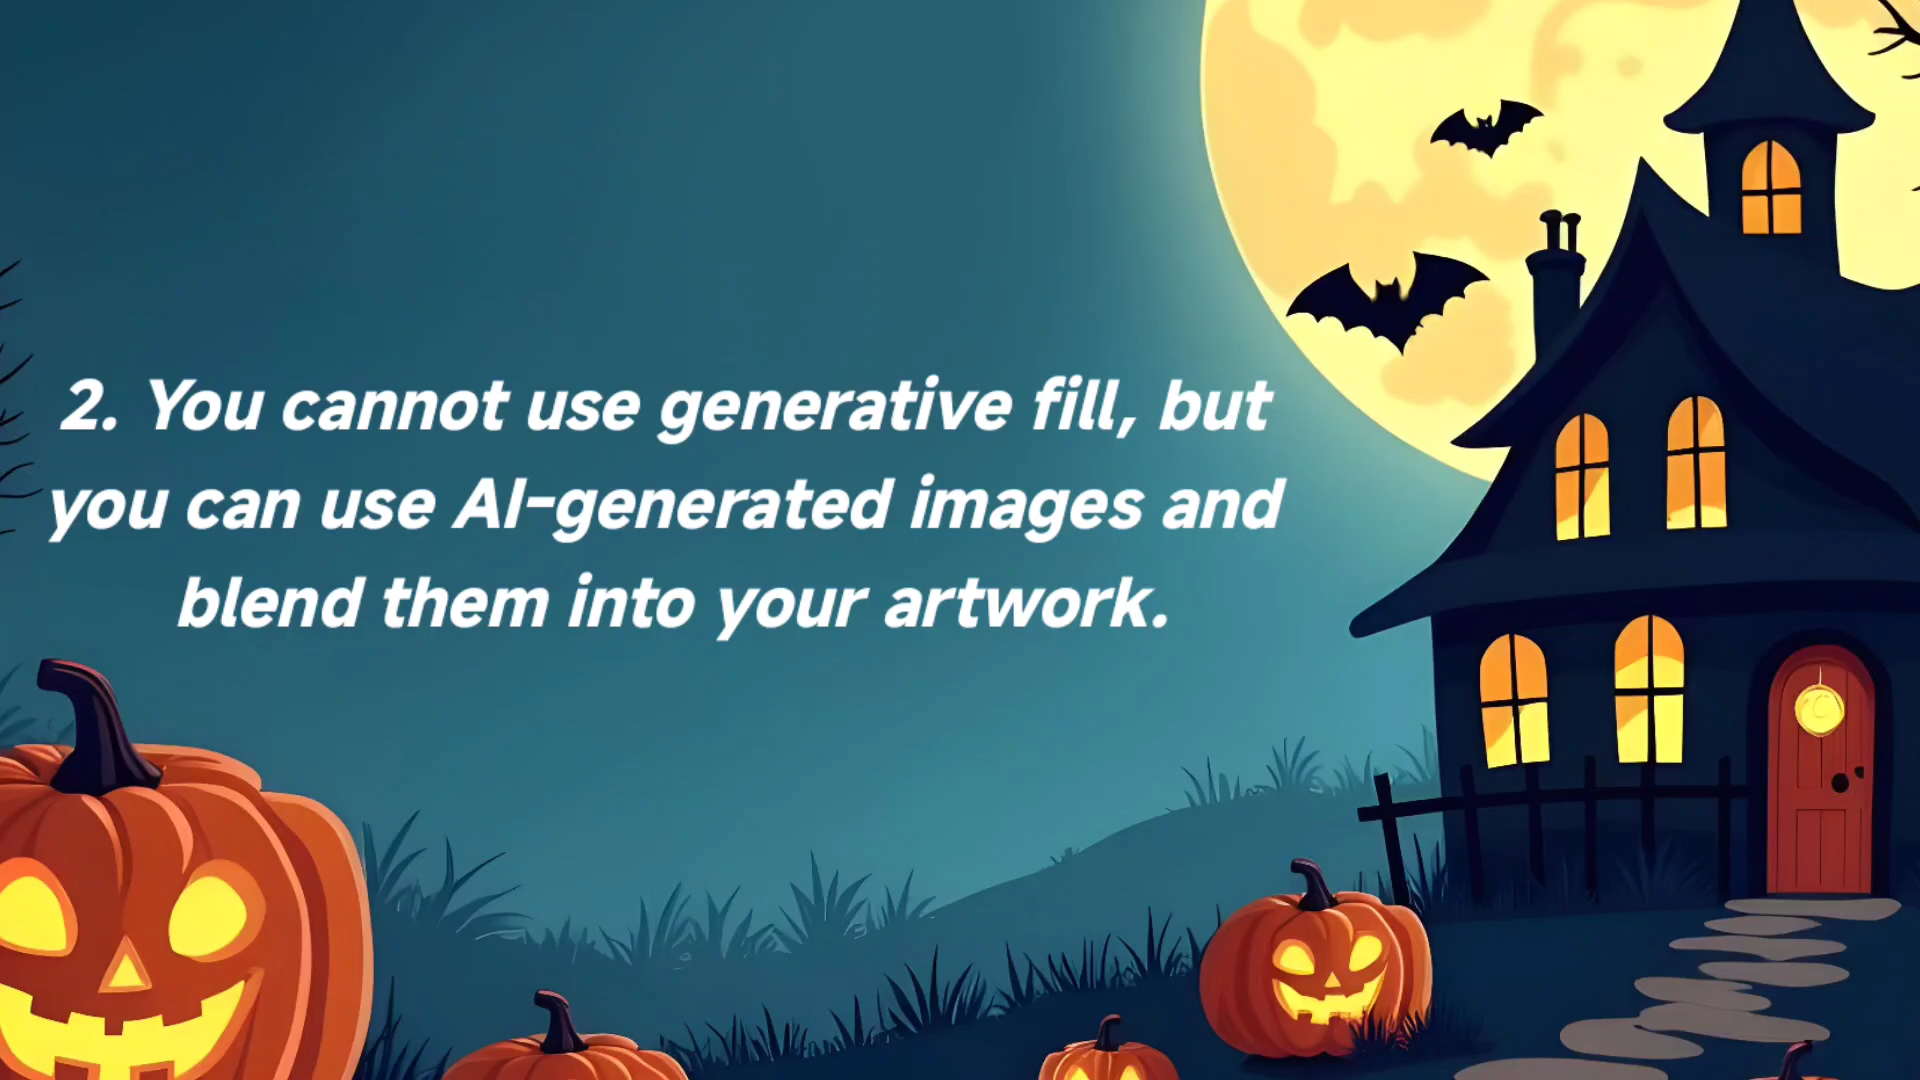 2. You cannot use generative fill, but
you can use AI-generated images and
blend them into your artwork.